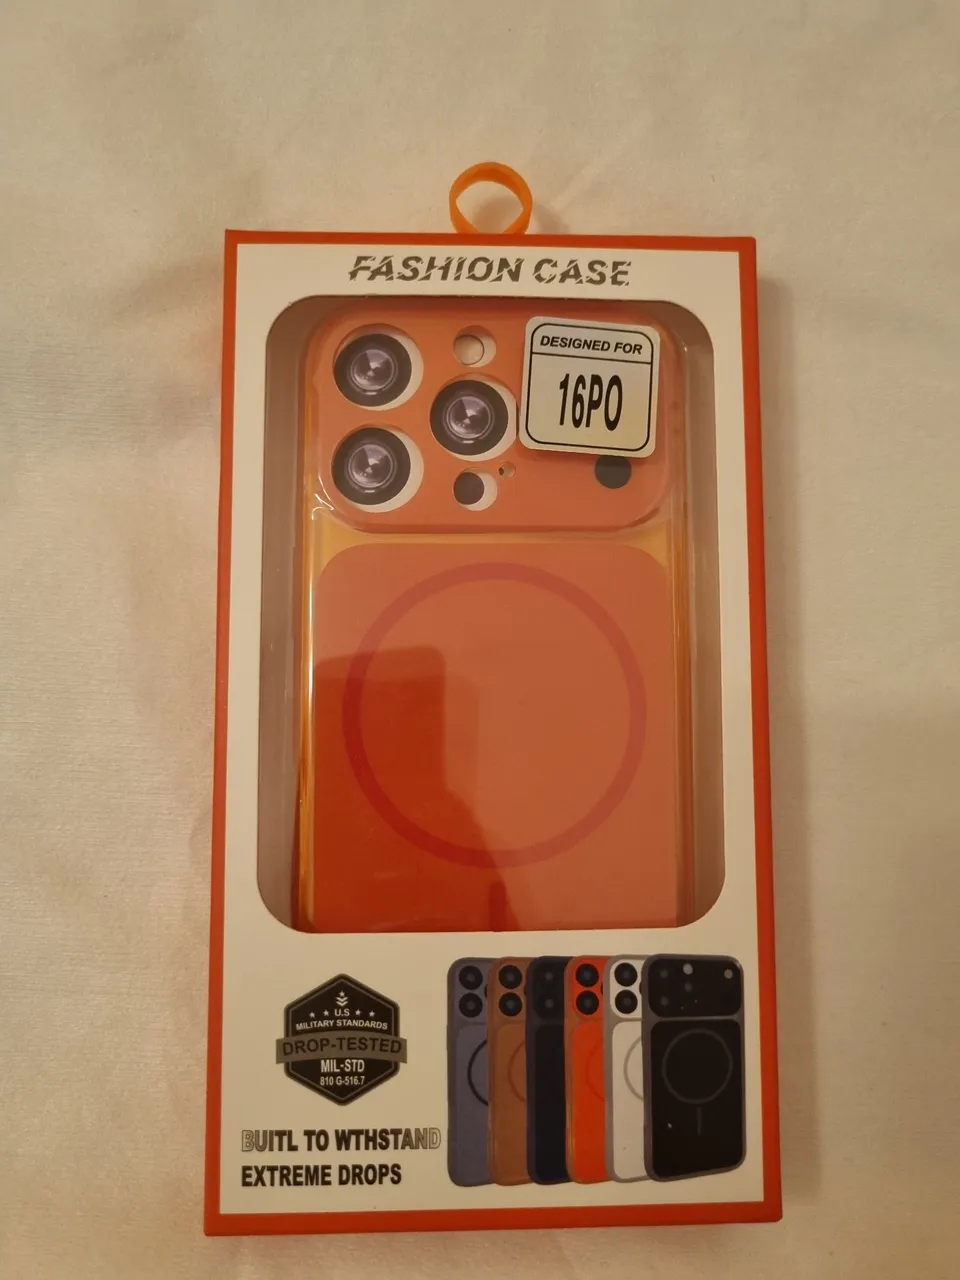 FASHION CASE
DESIGNED FOR
16PO
U.S
MILITARY STANDARDS
DROP-TESTED
MIL-STD
810 G-516.7
BUITL TO WTHSTAND
EXTREME DROPS